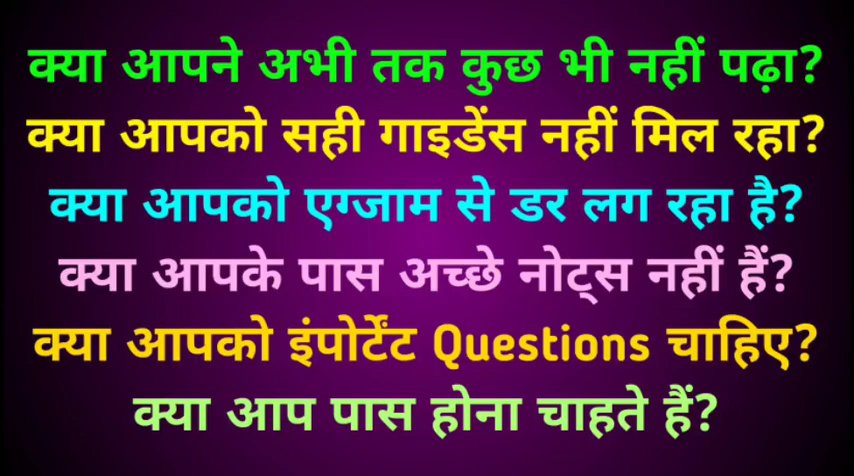 क्या आपने अभी तक कुछ भी नहीं पढ़ा?
क्या आपको सही गाइडेंस नहीं मिल रहा?
क्या आपको एग्जाम से डर लग रहा है?
क्या आपके पास अच्छे नोट्स नहीं हैं?
क्या आपको इंपोर्टेंट Questions चाहिए?
क्या आप पास होना चाहते हैं?